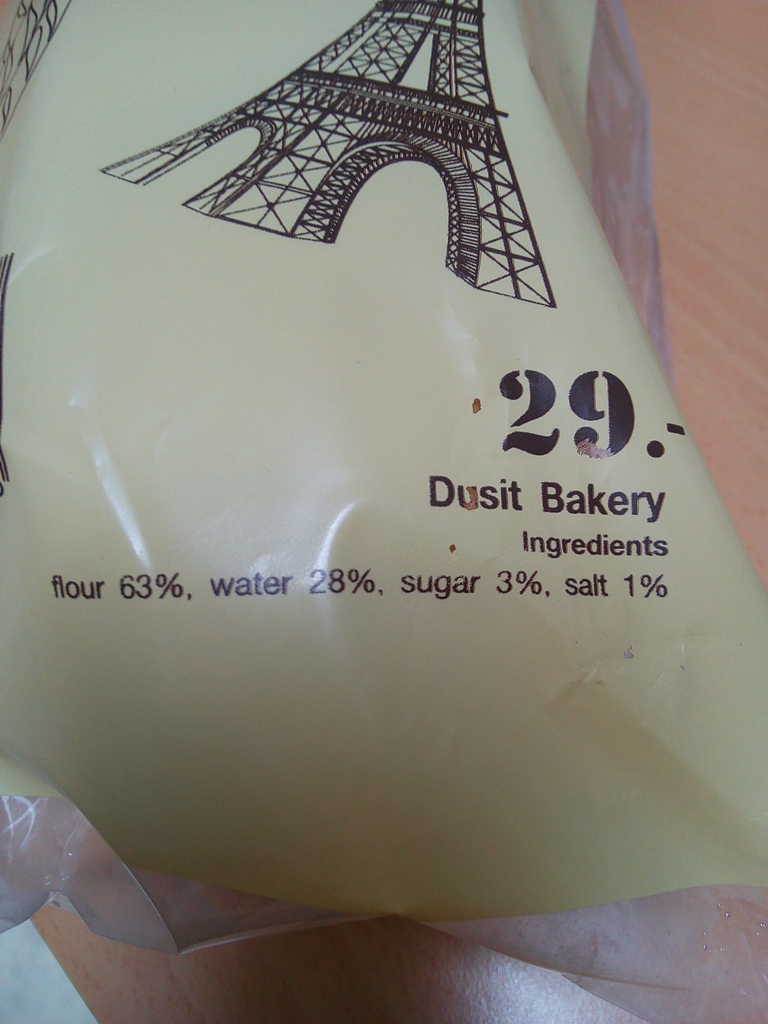 29.-
Dusit Bakery
Ingredients
flour 63%, water 28%, sugar 3%, salt 1%